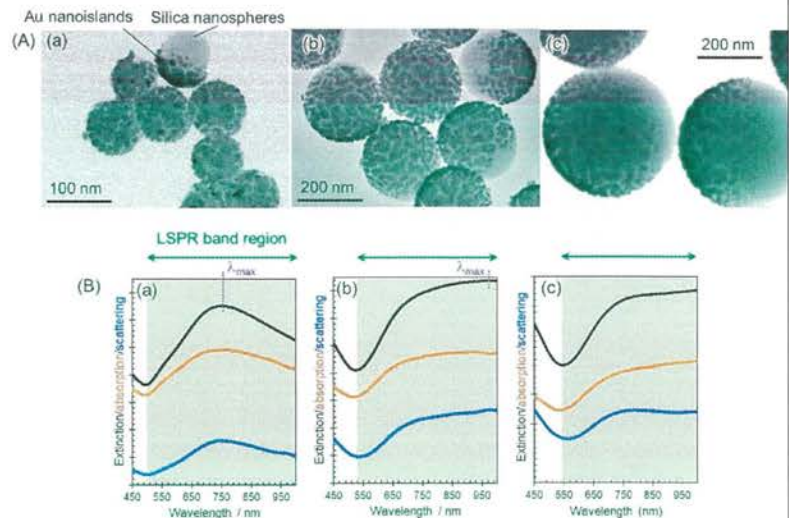 Au nanoislands Silica nanospheres
(A) (a) (b) (c) 200 nm
100 nm 200 nm
LSPR band region
λmax λmax
(B) (a) (b) (c)
Extinction/absorption/scattering Extinction/absorption/scattering Extinction/absorption/scattering
450 550 650 750 850 950 450 550 650 750 850 950 450 550 650 750 850 950
Wavelength / nm Wavelength / nm Wavelength (nm)